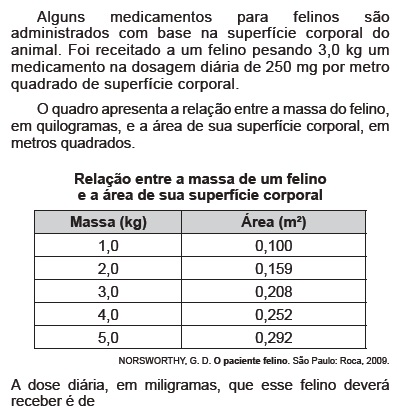 Alguns medicamentos para felinos são
administrados com base na superfície corporal do
animal. Foi receitado a um felino pesando 3,0 kg um
medicamento na dosagem diária de 250 mg por metro
quadrado de superfície corporal.
O quadro apresenta a relação entre a massa do felino,
em quilogramas, e a área de sua superfície corporal, em
metros quadrados.
Relação entre a massa de um felino
e a área de sua superfície corporal
Massa (kg) Área (m²)
1,0 0,100
2,0 0,159
3,0 0,208
4,0 0,252
5,0 0,292
NORSWORTHY, G. D. O paciente felino. São Paulo: Roca, 2009.
A dose diária, em miligramas, que esse felino deverá
receber é de